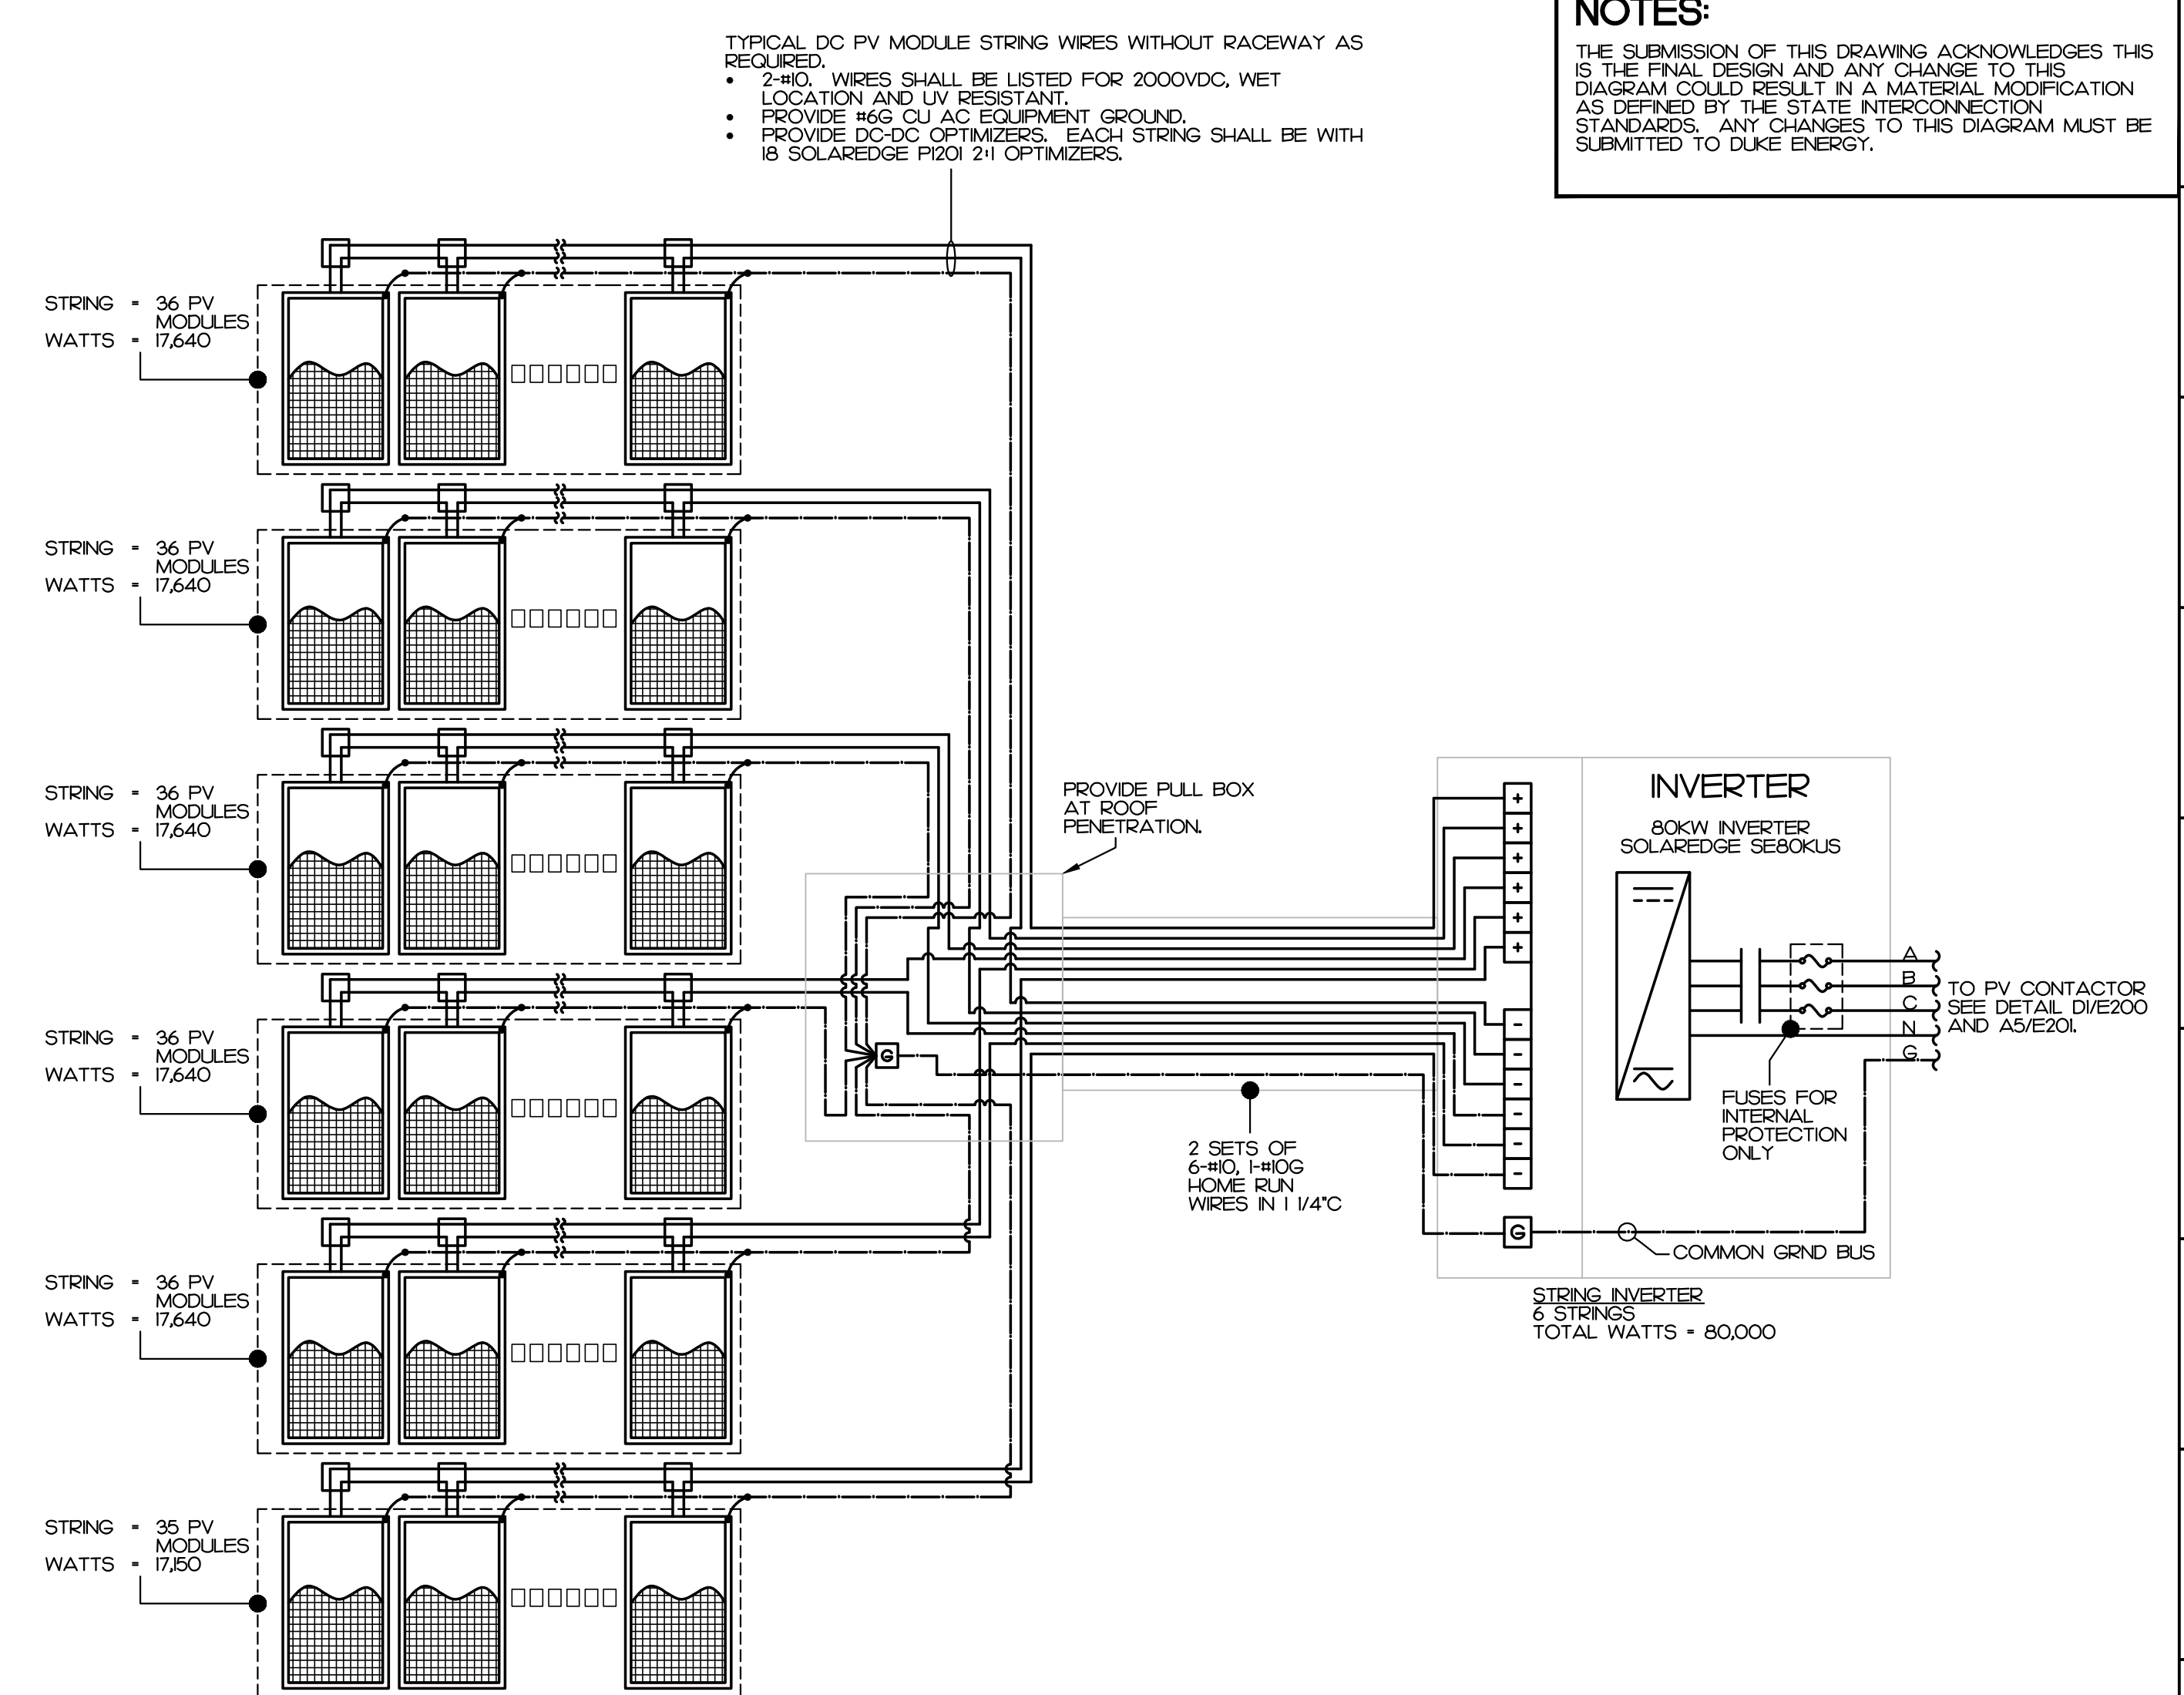 NOTES:
THE SUBMISSION OF THIS DRAWING ACKNOWLEDGES THIS
IS THE FINAL DESIGN AND ANY CHANGE TO THIS
DIAGRAM COULD RESULT IN A MATERIAL MODIFICATION
AS DEFINED BY THE STATE INTERCONNECTION
STANDARDS. ANY CHANGES TO THIS DIAGRAM MUST BE
SUBMITTED TO DUKE ENERGY.
TYPICAL DC PV MODULE STRING WIRES WITHOUT RACEWAY AS
REQUIRED.
• 2-#10. WIRES SHALL BE LISTED FOR 2000VDC, WET
LOCATION AND UV RESISTANT.
• PROVIDE #6G CU AC EQUIPMENT GROUND.
• PROVIDE DC-DC OPTIMIZERS. EACH STRING SHALL BE WITH
18 SOLAREDGE P1201 2:1 OPTIMIZERS.
STRING = 36 PV
MODULES
WATTS = 17,640
STRING = 36 PV
MODULES
WATTS = 17,640
STRING = 36 PV
MODULES
WATTS = 17,640
STRING = 36 PV
MODULES
WATTS = 17,640
STRING = 36 PV
MODULES
WATTS = 17,640
STRING = 35 PV
MODULES
WATTS = 17,150
PROVIDE PULL BOX
AT ROOF
PENETRATION.
G
2 SETS OF
6-#10, 1-#10G
HOME RUN
WIRES IN 1 1/4"C
+
+
+
+
+
+
-
-
-
-
-
-
G
INVERTER
80KW INVERTER
SOLAREDGE SE80KUS
A
B
C
N
G
TO PV CONTACTOR
SEE DETAIL D1/E200
AND A5/E201.
FUSES FOR
INTERNAL
PROTECTION
ONLY
COMMON GRND BUS
STRING INVERTER
6 STRINGS
TOTAL WATTS = 80,000